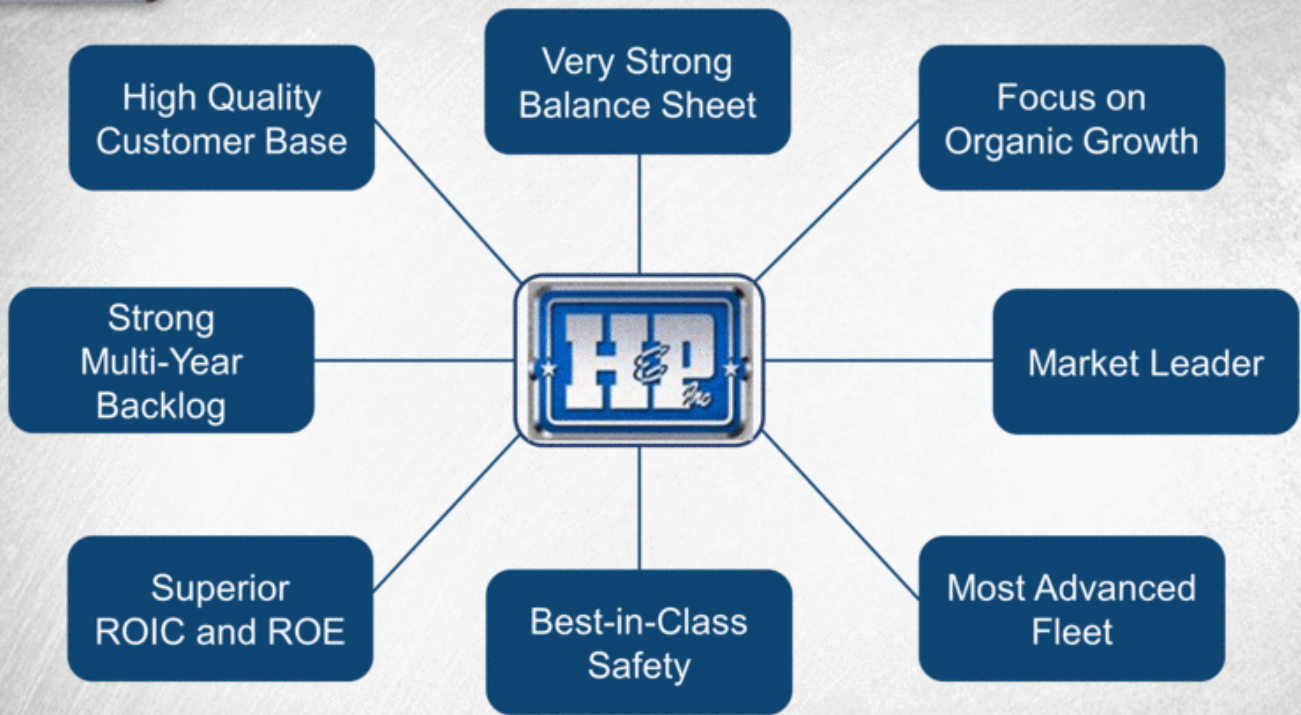 High Quality
Customer Base
Very Strong
Balance Sheet
Focus on
Organic Growth
Strong
Multi-Year
Backlog
H&P
Inc
Market Leader
Superior
ROIC and ROE
Best-in-Class
Safety
Most Advanced
Fleet